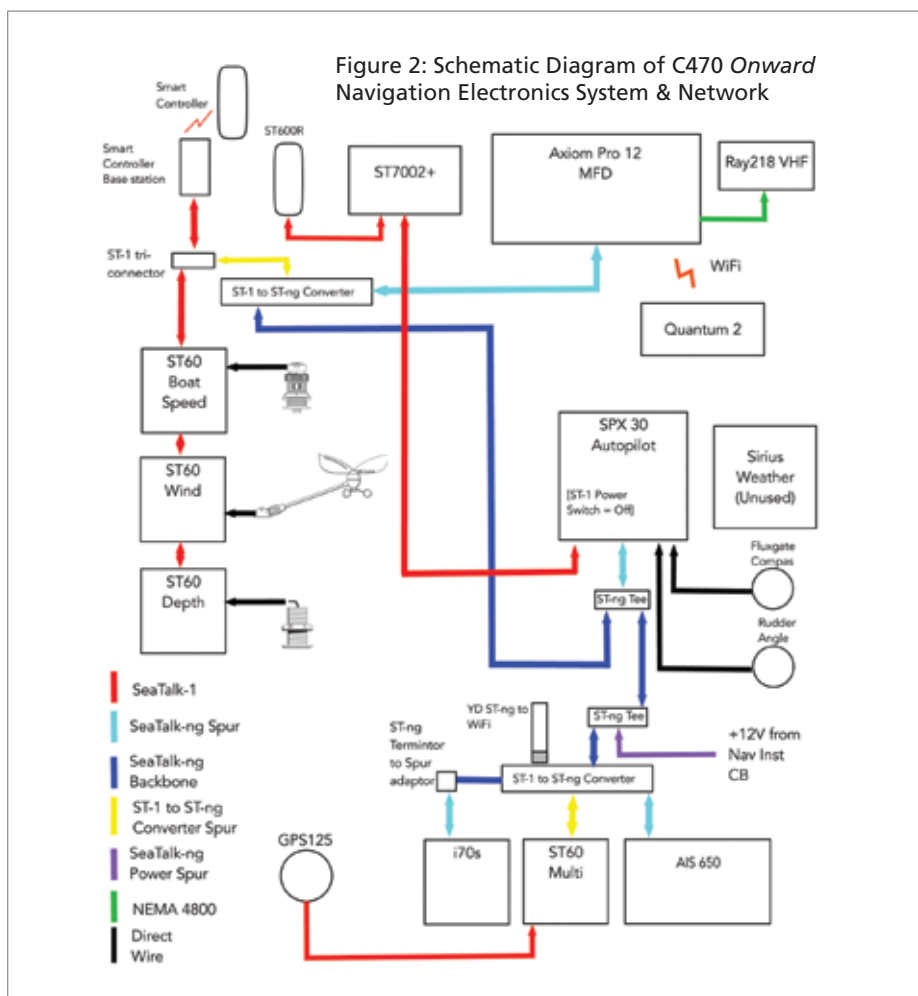 Figure 2: Schematic Diagram of C470 Onward
Navigation Electronics System & Network
Smart
Controller
ST600R
Smart
Controller
Base station
ST7002+
Axiom Pro 12
MFD
Ray218 VHF
ST-1 tri-
connector
ST-1 to ST-ng Converter
WiFi
Quantum 2
ST60
Boat
Speed
ST60
Wind
ST60
Depth
SPX 30
Autopilot
[ST-1 Power
Switch = Off]
Sirius
Weather
(Unused)
Fluxgate
Compas
ST-ng Tee
Rudder
Angle
SeaTalk-1
SeaTalk-ng Spur
SeaTalk-ng
Backbone
ST-1 to ST-ng
Converter Spur
SeaTalk-ng
Power Spur
NEMA 4800
Direct
Wire
YD ST-ng to
WiFi
ST-ng Tee
ST-ng
Termintor
to Spur
adaptor
ST-1 to ST-ng Converter
+12V from
Nav Inst
CB
GPS125
i70s
ST60
Multi
AIS 650